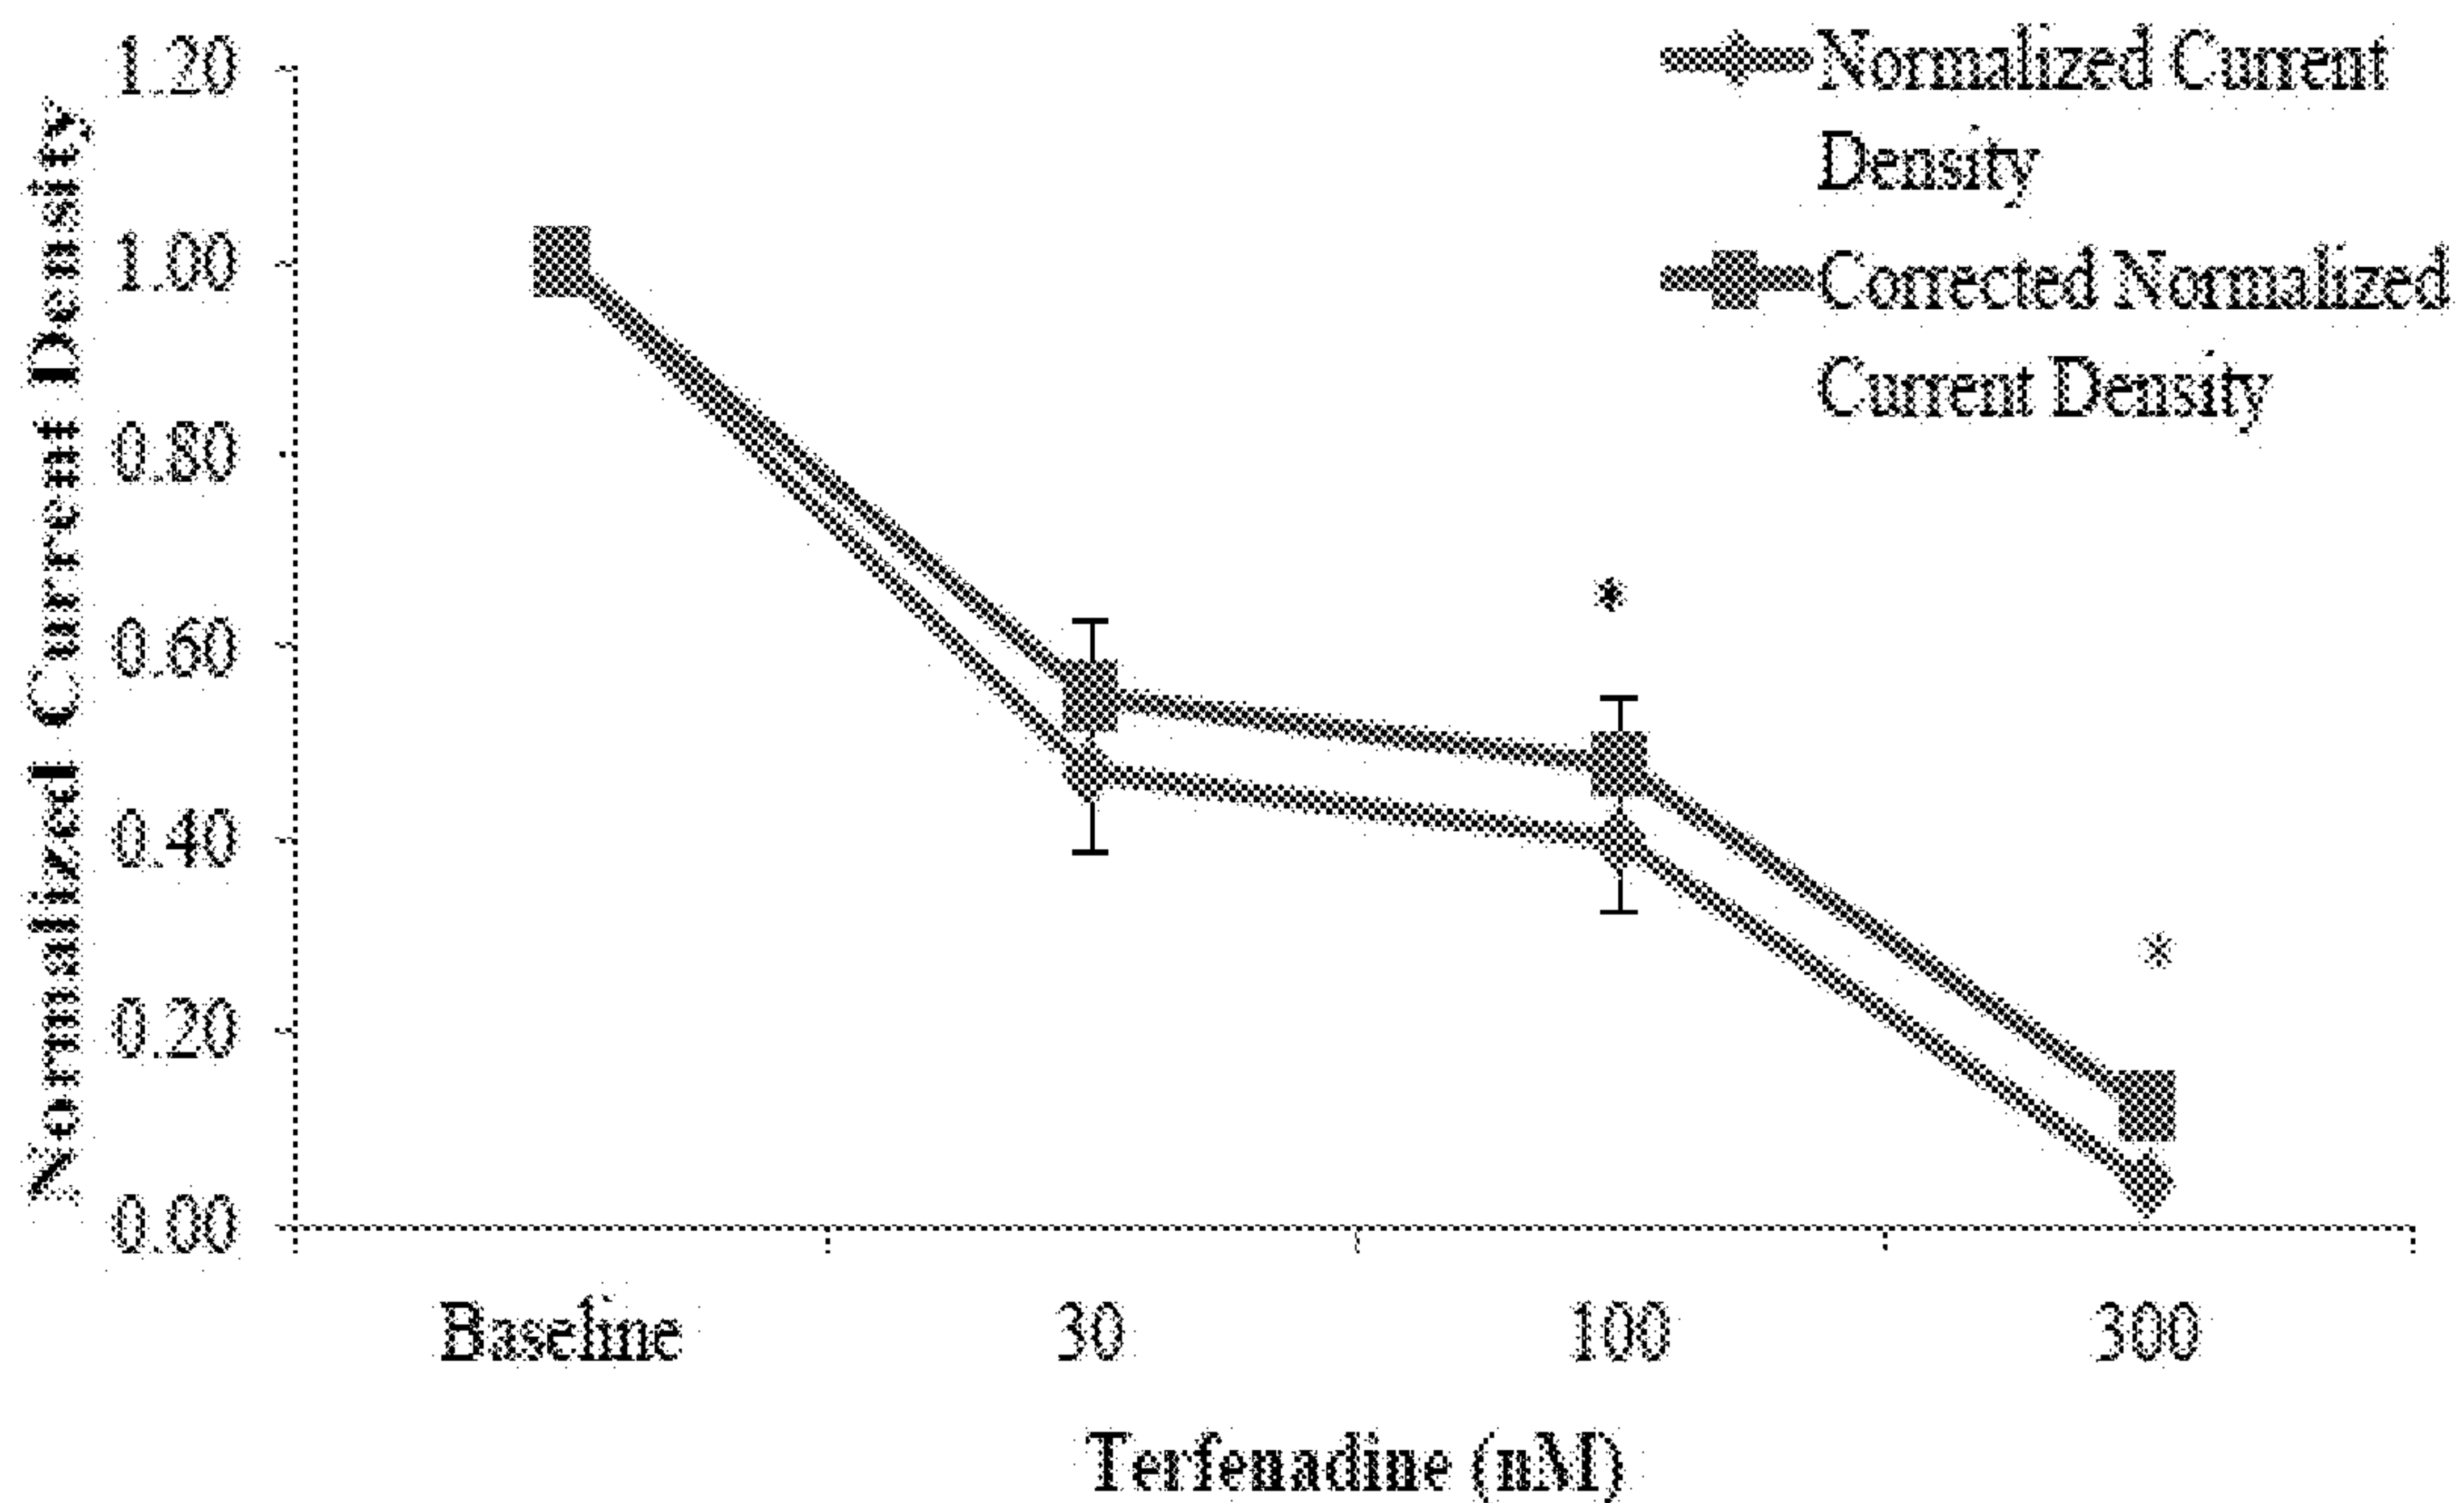 Normalized Current
Density
Corrected Normalized
Current Density
Normalized Current Density
1.20
1.00
0.80
0.60
0.40
0.20
0.00
*
*
Baseline 30 100 300
Terfenadine (nM)